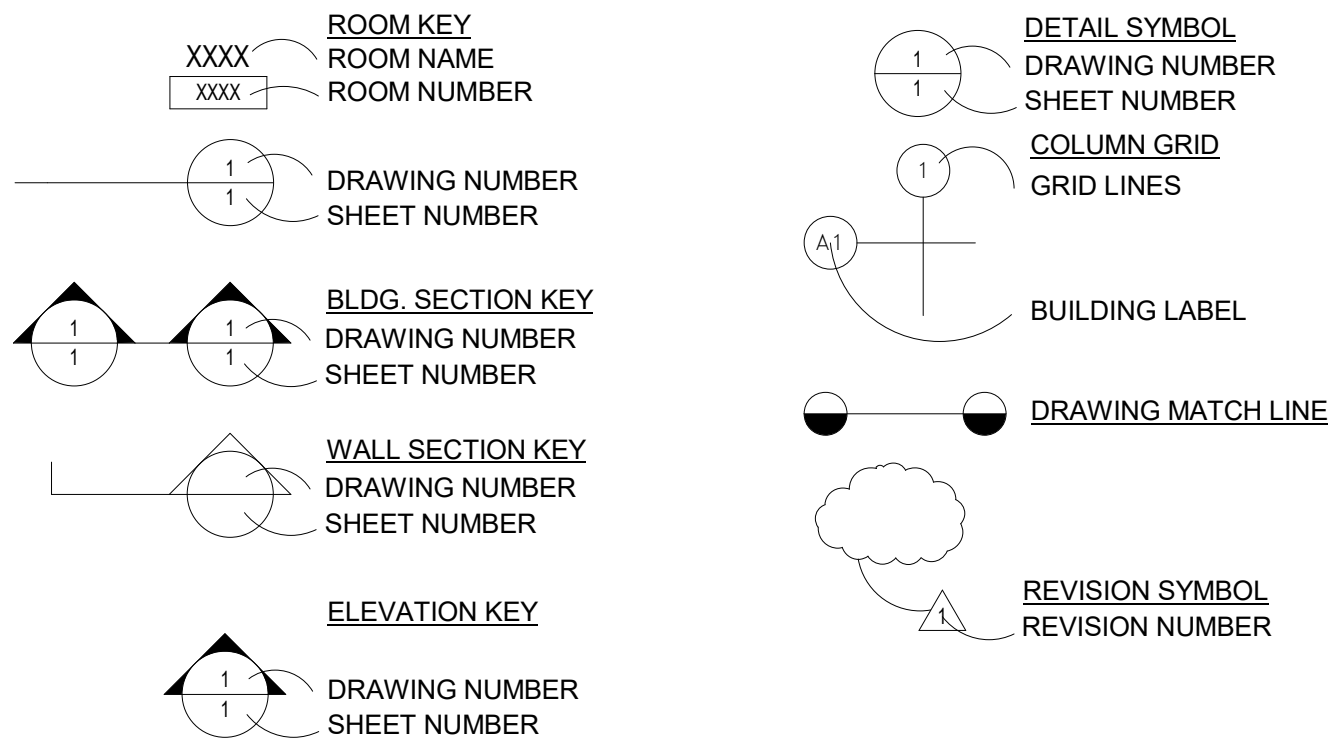 ROOM KEY
XXXX ROOM NAME
XXXX ROOM NUMBER
1 DRAWING NUMBER
1 SHEET NUMBER
BLDG. SECTION KEY
1 1 DRAWING NUMBER
1 1 SHEET NUMBER
WALL SECTION KEY
DRAWING NUMBER
SHEET NUMBER
ELEVATION KEY
1 DRAWING NUMBER
1 SHEET NUMBER
DETAIL SYMBOL
1 DRAWING NUMBER
1 SHEET NUMBER
COLUMN GRID
1 GRID LINES
A1
BUILDING LABEL
DRAWING MATCH LINE
REVISION SYMBOL
1 REVISION NUMBER